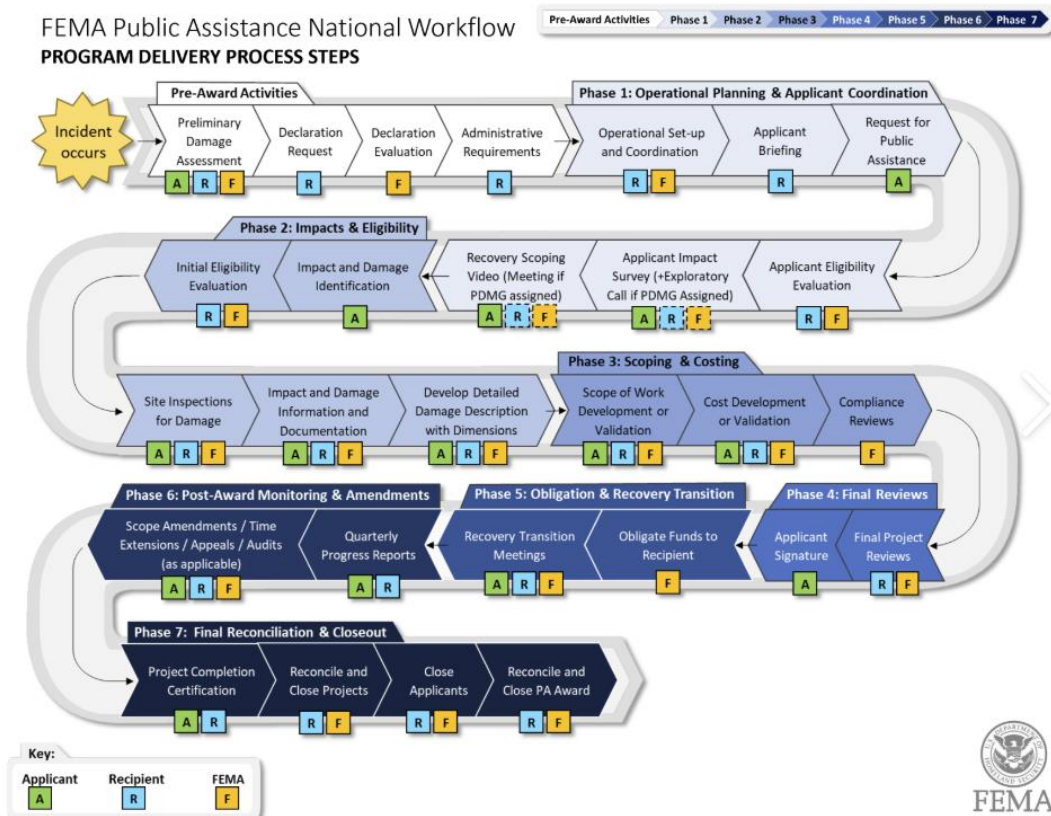 FEMA Public Assistance National Workflow
PROGRAM DELIVERY PROCESS STEPS
Pre-Award Activities Phase 1 Phase 2 Phase 3 Phase 4 Phase 5 Phase 6 Phase 7
Incident
occurs
Pre-Award Activities
Preliminary
Damage
Assessment
A R F
Declaration
Request
R
Declaration
Evaluation
F
Administrative
Requirements
R
Phase 1: Operational Planning & Applicant Coordination
Operational Set-up
and Coordination
R F
Applicant
Briefing
R
Request for
Public
Assistance
A
Applicant Eligibility
Evaluation
R F
Applicant Impact
Survey (+Exploratory
Call if PDMG Assigned)
A R F
Recovery Scoping
Video (Meeting if
PDMG assigned)
A R F
Phase 2: Impacts & Eligibility
Impact and Damage
Identification
A
Initial Eligibility
Evaluation
R F
Site Inspections
for Damage
A R F
Impact and Damage
Information and
Documentation
A R F
Develop Detailed
Damage Description
with Dimensions
A R F
Phase 3: Scoping & Costing
Scope of Work
Development or
Validation
A R F
Cost Development
or Validation
A R F
Compliance
Reviews
F
Phase 4: Final Reviews
Final Project
Reviews
R F
Applicant
Signature
A
Phase 5: Obligation & Recovery Transition
Obligate Funds to
Recipient
F
Recovery Transition
Meetings
A R F
Phase 6: Post-Award Monitoring & Amendments
Quarterly
Progress Reports
A R
Scope Amendments / Time
Extensions / Appeals / Audits
(as applicable)
A R F
Phase 7: Final Reconciliation & Closeout
Project Completion
Certification
A R
Reconcile and
Close Projects
R F
Close
Applicants
R F
Reconcile and
Close PA Award
R F
Key:
Applicant Recipient FEMA
A R F
U.S. DEPARTMENT OF
HOMELAND SECURITY
FEMA